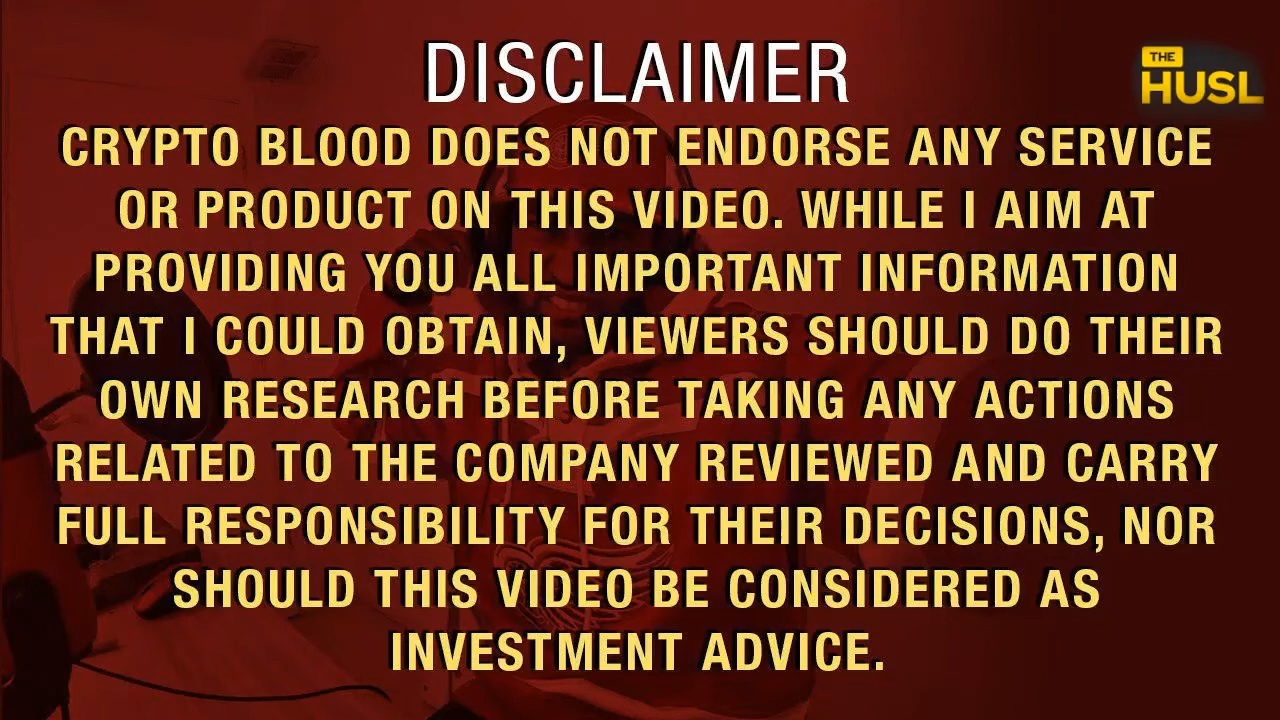 DISCLAIMER
THE
HUSL
CRYPTO BLOOD DOES NOT ENDORSE ANY SERVICE
OR PRODUCT ON THIS VIDEO. WHILE I AIM AT
PROVIDING YOU ALL IMPORTANT INFORMATION
THAT I COULD OBTAIN, VIEWERS SHOULD DO THEIR
OWN RESEARCH BEFORE TAKING ANY ACTIONS
RELATED TO THE COMPANY REVIEWED AND CARRY
FULL RESPONSIBILITY FOR THEIR DECISIONS, NOR
SHOULD THIS VIDEO BE CONSIDERED AS
INVESTMENT ADVICE.